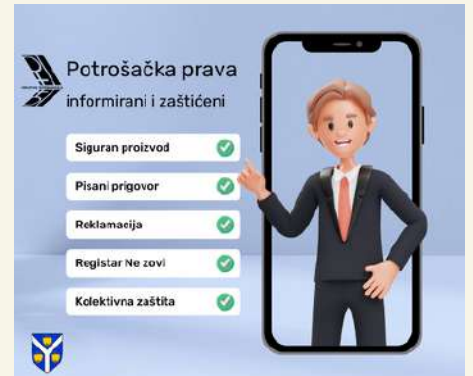 Potrošačka prava
informirani i zaštićeni
Siguran proizvod
Pisani prigovor
Reklamacija
Registar Ne zovi
Kolektivna zaštita